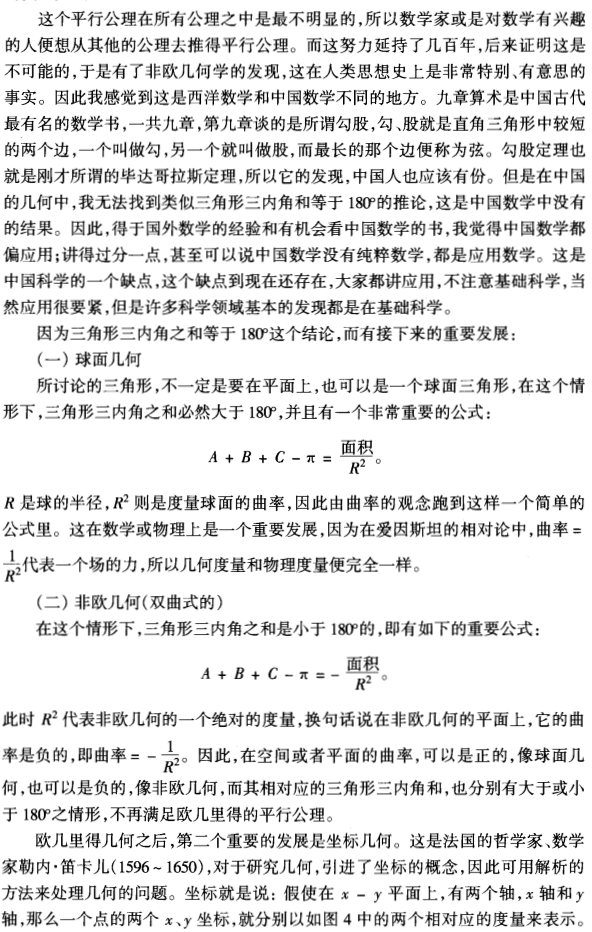 这个平行公理在所有公理之中是最不明显的，所以数学家或是对数学有兴趣
的人便想从其他的公理去推得平行公理。而这努力延持了几百年，后来证明这是
不可能的，于是有了非欧几何学的发现，这在人类思想史上是非常特别、有意思的
事实。因此我感觉到这是西洋数学和中国数学不同的地方。九章算术是中国古代
最有名的数学书，一共九章，第九章谈的是所谓勾股，勾、股就是直角三角形中较短
的两个边，一个叫做勾，另一个就叫做股，而最长的那个边便称为弦。勾股定理也
就是刚才所谓的毕达哥拉斯定理，所以它的发现，中国人也应该有份。但是在中国
的几何中，我无法找到类似三角形三内角和等于180°的推论，这是中国数学中没有
的结果。因此，得于国外数学的经验和有机会看中国数学的书，我觉得中国数学都
偏应用；讲得过分一点，甚至可以说中国数学没有纯粹数学，都是应用数学。这是
中国科学的一个缺点，这个缺点到现在还存在，大家都讲应用，不注意基础科学，当
然应用很要紧，但是许多科学领域基本的发现都是在基础科学。
因为三角形三内角之和等于180°这个结论，而有接下来的重要发展：
(一) 球面几何
所讨论的三角形，不一定是要在平面上，也可以是一个球面三角形，在这个情
形下，三角形三内角之和必然大于180°，并且有一个非常重要的公式：
A + B + C - π = 面积/R²。
R 是球的半径，R² 则是度量球面的曲率，因此由曲率的观念跑到这样一个简单的
公式里。这在数学或物理上是一个重要发展，因为在爱因斯坦的相对论中，曲率 =
1/R²代表一个场的力，所以几何度量和物理度量便完全一样。
(二) 非欧几何(双曲式的)
在这个情形下，三角形三内角之和是小于180°的，即有如下的重要公式：
A + B + C - π = - 面积/R²。
此时 R² 代表非欧几何的一个绝对的度量，换句话说在非欧几何的平面上，它的曲
率是负的，即曲率 = - 1/R²。因此，在空间或者平面的曲率，可以是正的，像球面几
何，也可以是负的，像非欧几何，而其相对应的三角形三内角和，也分别有大于或小
于180°之情形，不再满足欧几里得的平行公理。
欧几里得几何之后，第二个重要的发展是坐标几何。这是法国的哲学家、数学
家勒内·笛卡儿(1596~1650)，对于研究几何，引进了坐标的概念，因此可用解析的
方法来处理几何的问题。坐标就是说：假使在 x - y 平面上，有两个轴，x 轴和 y
轴，那么一个点的两个 x、y 坐标，就分别以如图4中的两个相对应的度量来表示。